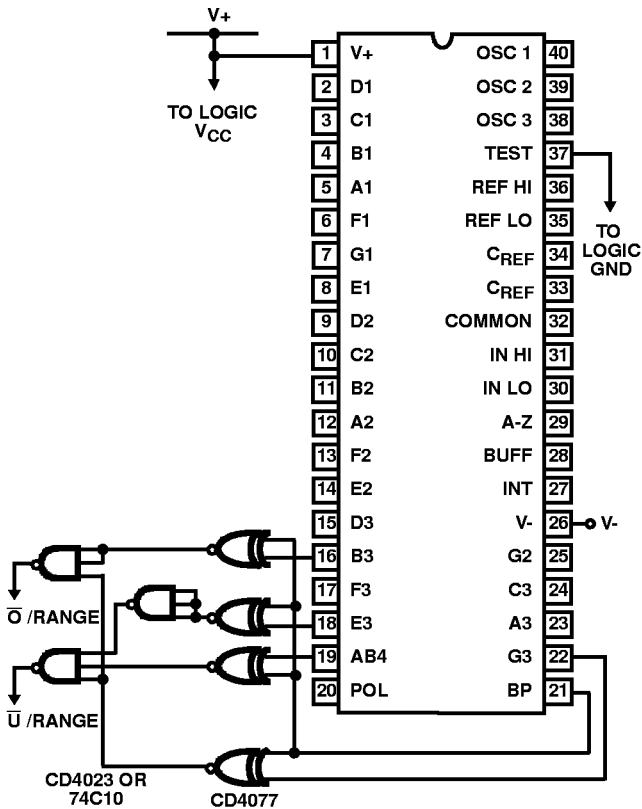 V+
TO LOGIC
VCC
1 V+ OSC 1 40
2 D1 OSC 2 39
3 C1 OSC 3 38
4 B1 TEST 37
5 A1 REF HI 36
6 F1 REF LO 35
7 G1 CREF 34
8 E1 CREF 33
9 D2 COMMON 32
10 C2 IN HI 31
11 B2 IN LO 30
12 A2 A-Z 29
13 F2 BUFF 28
14 E2 INT 27
15 D3 V- 26 V-
16 B3 G2 25
17 F3 C3 24
18 E3 A3 23
19 AB4 G3 22
20 POL BP 21
TO
LOGIC
GND
O̅ /RANGE
U̅ /RANGE
CD4023 OR
74C10
CD4077